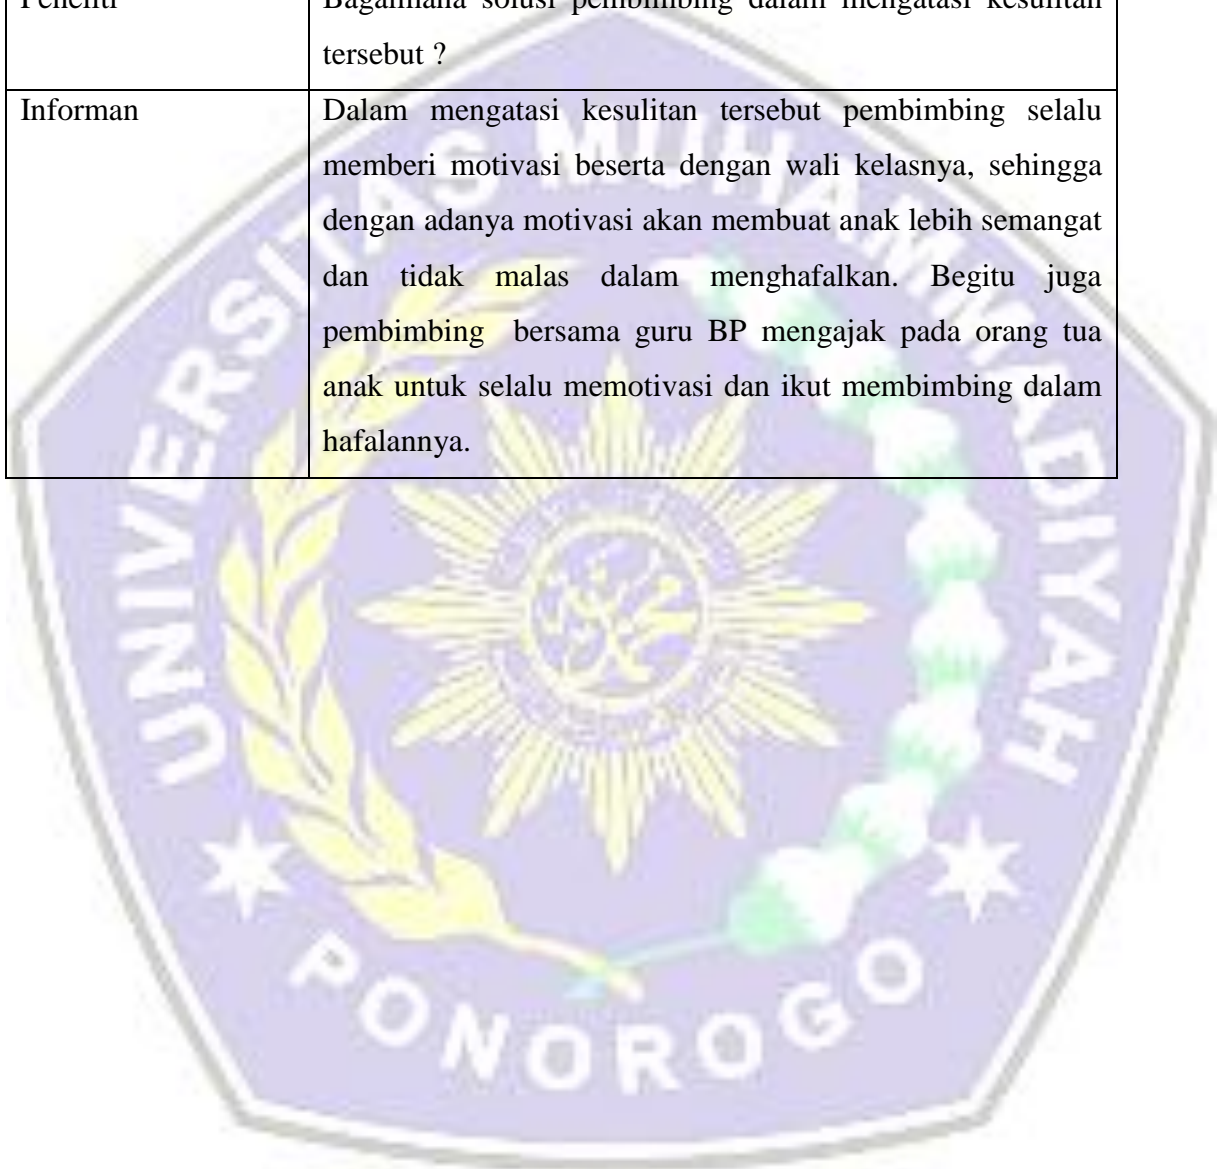 Peneliti Bagaimana solusi pembimbing dalam mengatasi kesulitan
tersebut ?
Informan Dalam mengatasi kesulitan tersebut pembimbing selalu
memberi motivasi beserta dengan wali kelasnya, sehingga
dengan adanya motivasi akan membuat anak lebih semangat
dan tidak malas dalam menghafalkan. Begitu juga
pembimbing bersama guru BP mengajak pada orang tua
anak untuk selalu memotivasi dan ikut membimbing dalam
hafalannya.
UNIVERSITAS MUHAMMADIYAH
PONOROGO